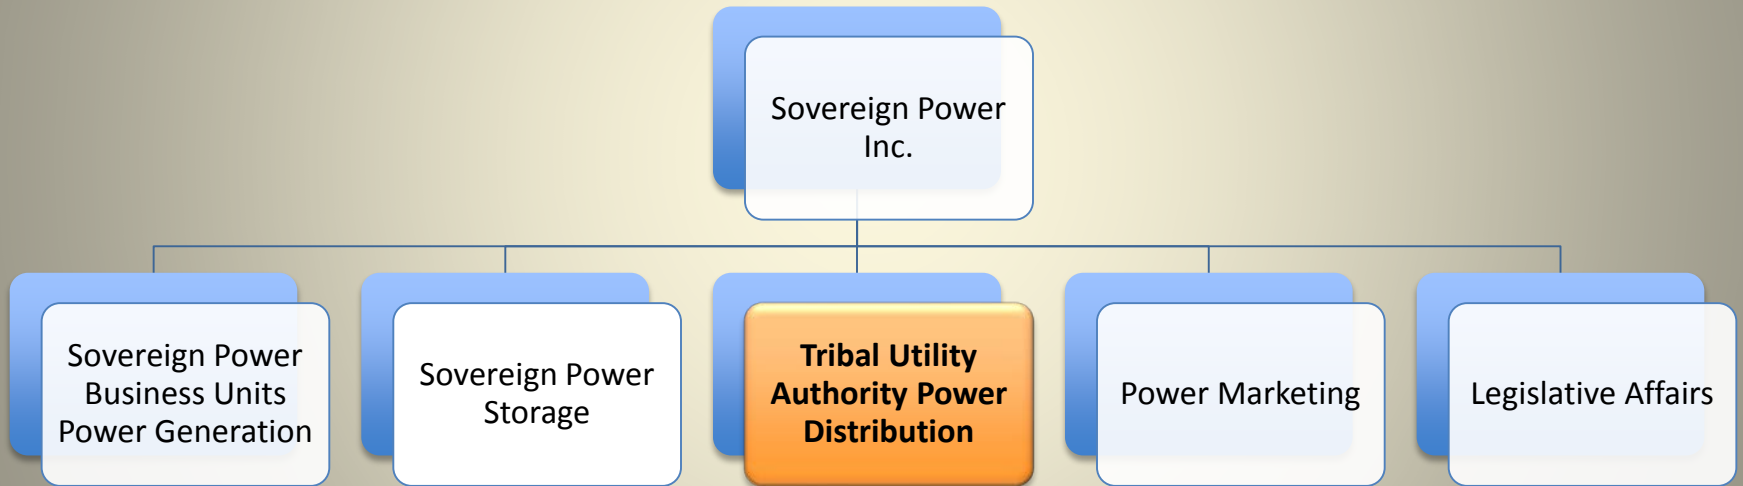 Sovereign Power
Inc.
Sovereign Power
Business Units
Power Generation
Sovereign Power
Storage
Tribal Utility
Authority Power
Distribution
Power Marketing
Legislative Affairs